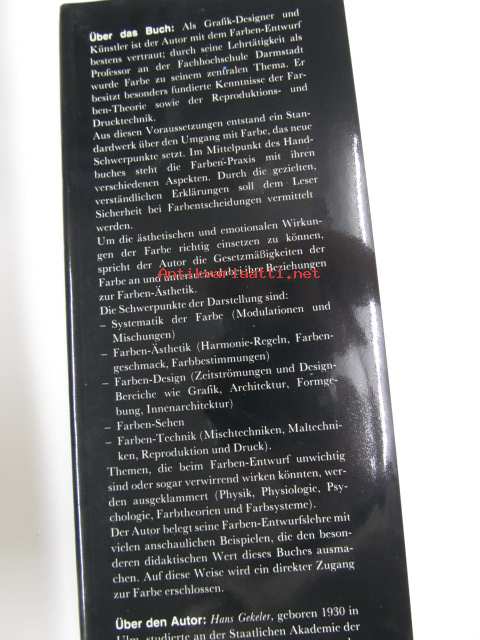 Über das Buch: Als Grafik-Designer und
Künstler ist der Autor mit dem Farben-Entwurf
bestens vertraut; durch seine Lehrtätigkeit als
Professor an der Fachhochschule Darmstadt
wurde Farbe zu seinem zentralen Thema. Er
besitzt besonders fundierte Kenntnisse der Far-
ben-Theorie sowie der Reproduktions- und
Drucktechnik.
Aus diesen Voraussetzungen entstand ein Stan-
dardwerk über den Umgang mit Farbe, das neue
Schwerpunkte setzt. Im Mittelpunkt des Hand-
buches steht die Farben-Praxis mit ihren
verschiedenen Aspekten. Durch die gezielten,
verständlichen Erklärungen soll dem Leser
Sicherheit bei Farbentscheidungen vermittelt
werden.
Um die ästhetischen und emotionalen Wirkun-
gen der Farbe richtig einsetzen zu können,
spricht der Autor die Gesetzmäßigkeiten der
Farbe an und ihre Beziehungen
Antikvariaatti.net
zur Farben-Ästhetik.
Die Schwerpunkte der Darstellung sind:
– Systematik der Farbe (Modulationen und
Mischungen)
– Farben-Ästhetik (Harmonie-Regeln, Farben-
geschmack, Farbbestimmungen)
– Farben-Design (Zeitströmungen und Design-
Bereiche wie Grafik, Architektur, Formge-
bung, Innenarchitektur)
– Farben-Sehen
– Farben-Technik (Mischtechniken, Maltechni-
ken, Reproduktion und Druck).
Themen, die beim Farben-Entwurf unwichtig
sind oder sogar verwirrend wirken könnten, wer-
den ausgeklammert (Physik, Physiologie, Psy-
chologie, Farbtheorien und Farbsysteme).
Der Autor belegt seine Farben-Entwurfslehre mit
vielen anschaulichen Beispielen, die den beson-
deren didaktischen Wert dieses Buches ausma-
chen. Auf diese Weise wird ein direkter Zugang
zur Farbe erschlossen.
Über den Autor: Hans Gekeler, geboren 1930 in
Ulm, studierte an der Staatlichen Akademie der